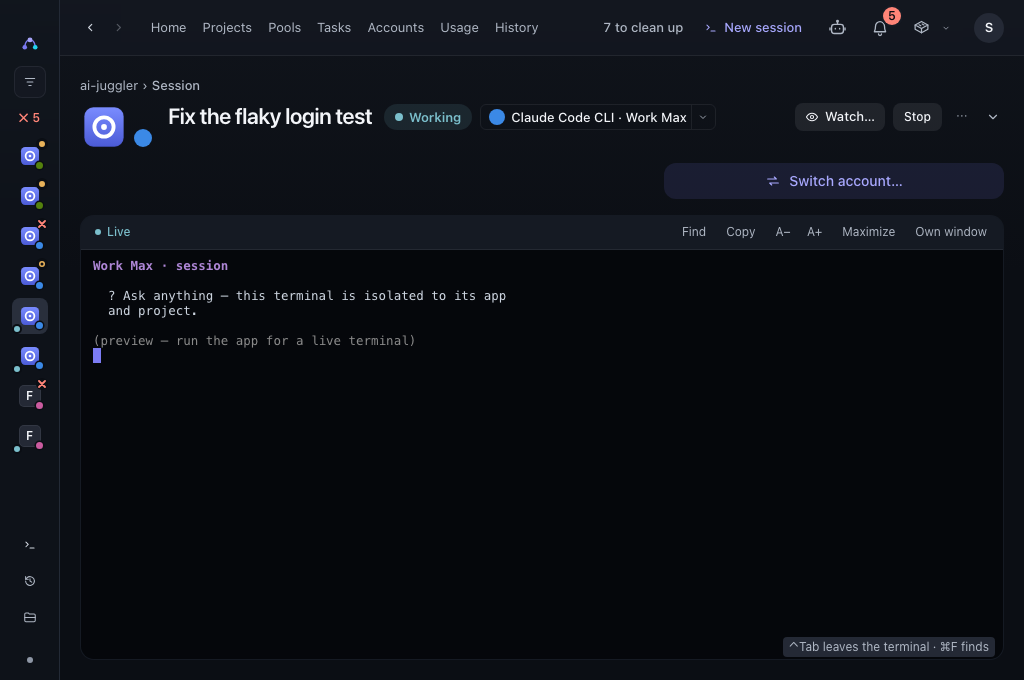 Home Projects Pools Tasks Accounts Usage History 7 to clean up New session 5 S
5
ai-juggler › Session
Fix the flaky login test Working Claude Code CLI · Work Max Watch... Stop ...
Switch account...
Live Find Copy A− A+ Maximize Own window
Work Max · session
? Ask anything — this terminal is isolated to its app
and project.
(preview — run the app for a live terminal)
F
F
^Tab leaves the terminal · ⌘F finds